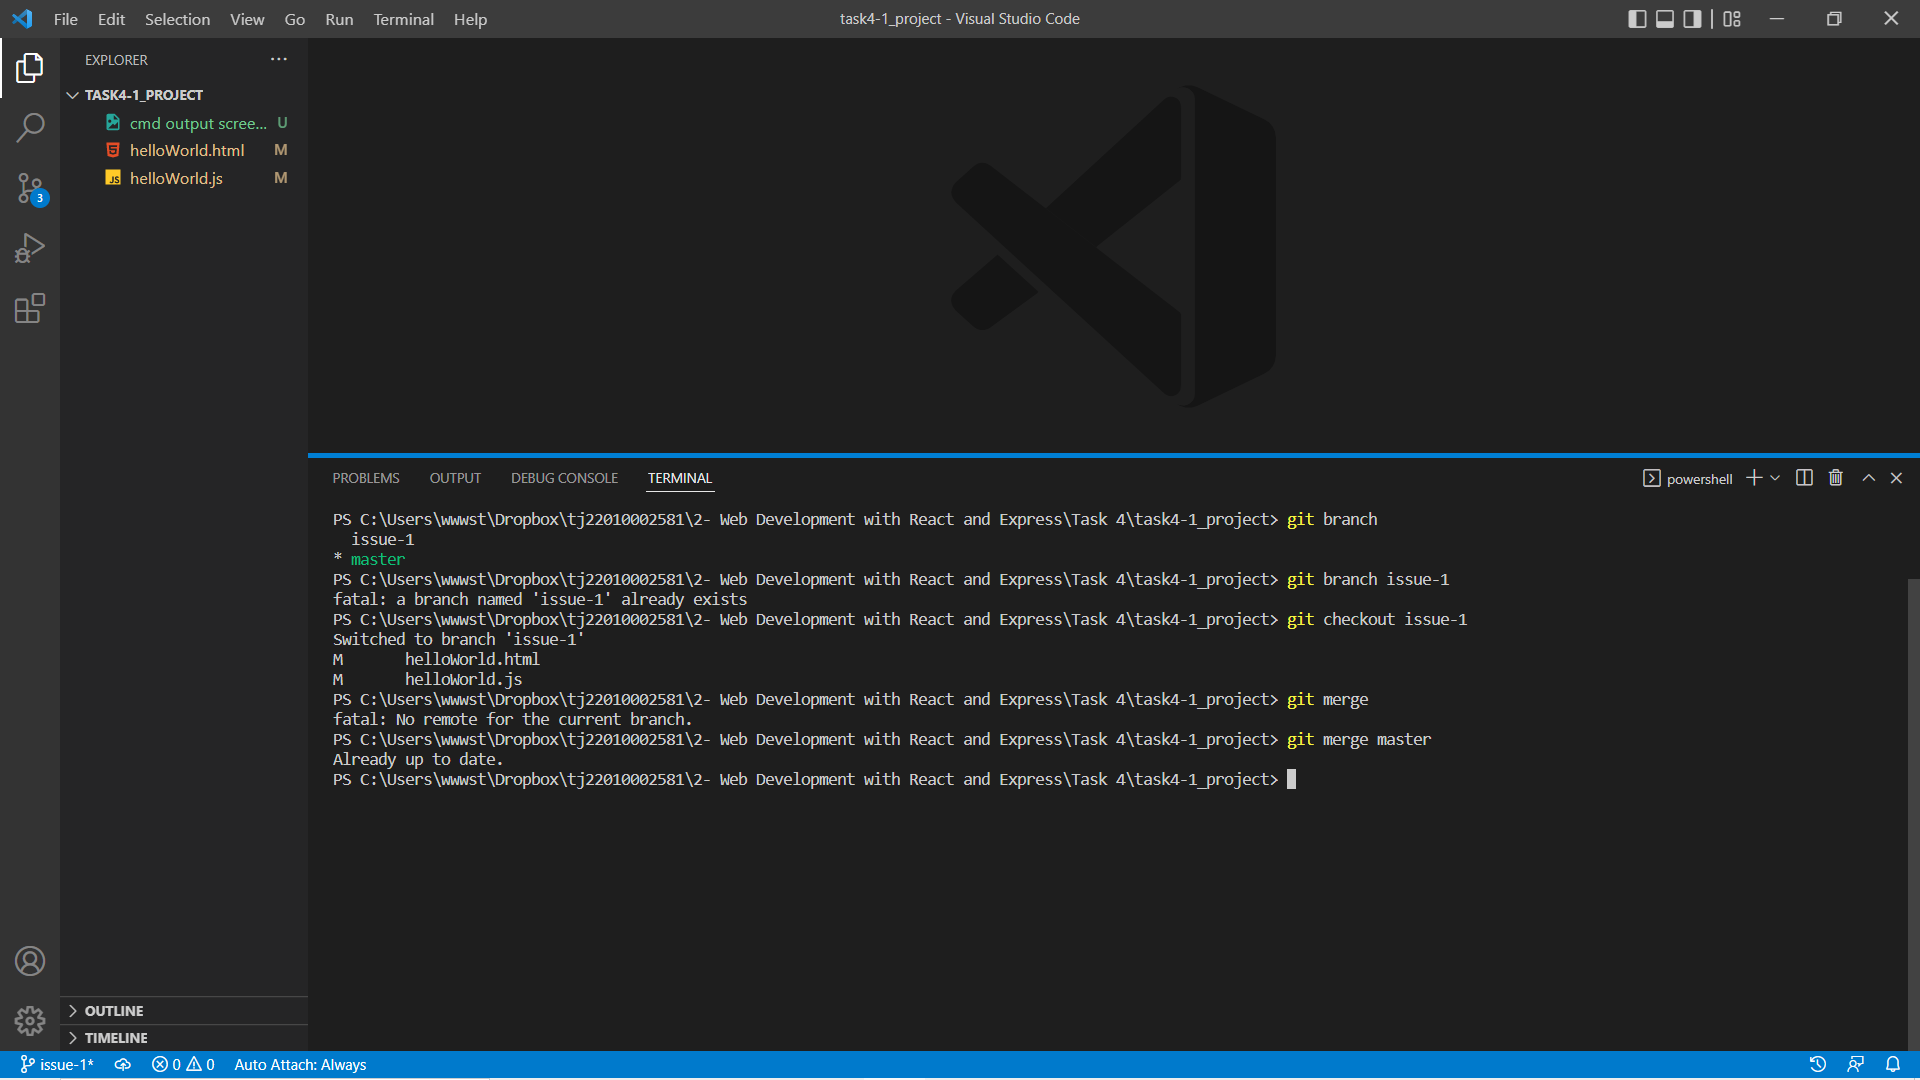 File Edit Selection View Go Run Terminal Help
task4-1_project - Visual Studio Code
EXPLORER
TASK4-1_PROJECT
cmd output scree... U
helloWorld.html M
JS helloWorld.js M
3
PROBLEMS OUTPUT DEBUG CONSOLE TERMINAL
powershell
PS C:\Users\wwwst\Dropbox\tj22010002581\2- Web Development with React and Express\Task 4\task4-1_project> git branch
issue-1
* master
PS C:\Users\wwwst\Dropbox\tj22010002581\2- Web Development with React and Express\Task 4\task4-1_project> git branch issue-1
fatal: a branch named 'issue-1' already exists
PS C:\Users\wwwst\Dropbox\tj22010002581\2- Web Development with React and Express\Task 4\task4-1_project> git checkout issue-1
Switched to branch 'issue-1'
M       helloWorld.html
M       helloWorld.js
PS C:\Users\wwwst\Dropbox\tj22010002581\2- Web Development with React and Express\Task 4\task4-1_project> git merge
fatal: No remote for the current branch.
PS C:\Users\wwwst\Dropbox\tj22010002581\2- Web Development with React and Express\Task 4\task4-1_project> git merge master
Already up to date.
PS C:\Users\wwwst\Dropbox\tj22010002581\2- Web Development with React and Express\Task 4\task4-1_project>
OUTLINE
TIMELINE
issue-1* 0 0 Auto Attach: Always